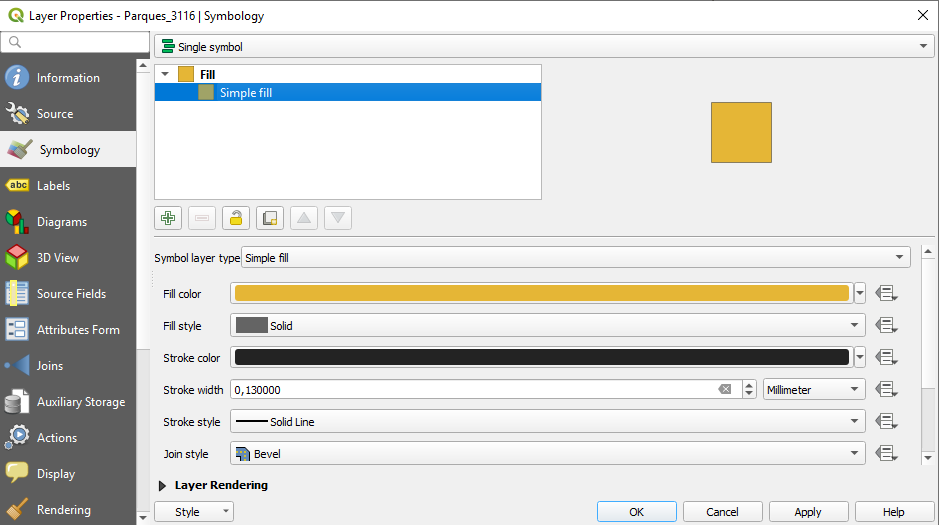 Layer Properties - Parques_3116 | Symbology
Single symbol
Information
Source
Symbology
Labels
Diagrams
3D View
Source Fields
Attributes Form
Joins
Auxiliary Storage
Actions
Display
Rendering
abc
Fill
Simple fill
Symbol layer type Simple fill
Fill color
Fill style Solid
Stroke color
Stroke width 0,130000 Millimeter
Stroke style Solid Line
Join style Bevel
Layer Rendering
Style OK Cancel Apply Help